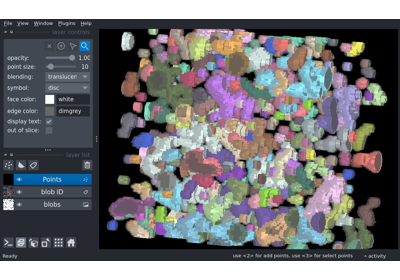 File View Window Plugins Help
layer controls
opacity: 1.00
point size: 10
blending: translucen
symbol: disc
face color: white
edge color: dimgrey
display text:
out of slice:
layer list
Points
blob ID
blobs
Ready use <2> for add points, use <3> for select points activity